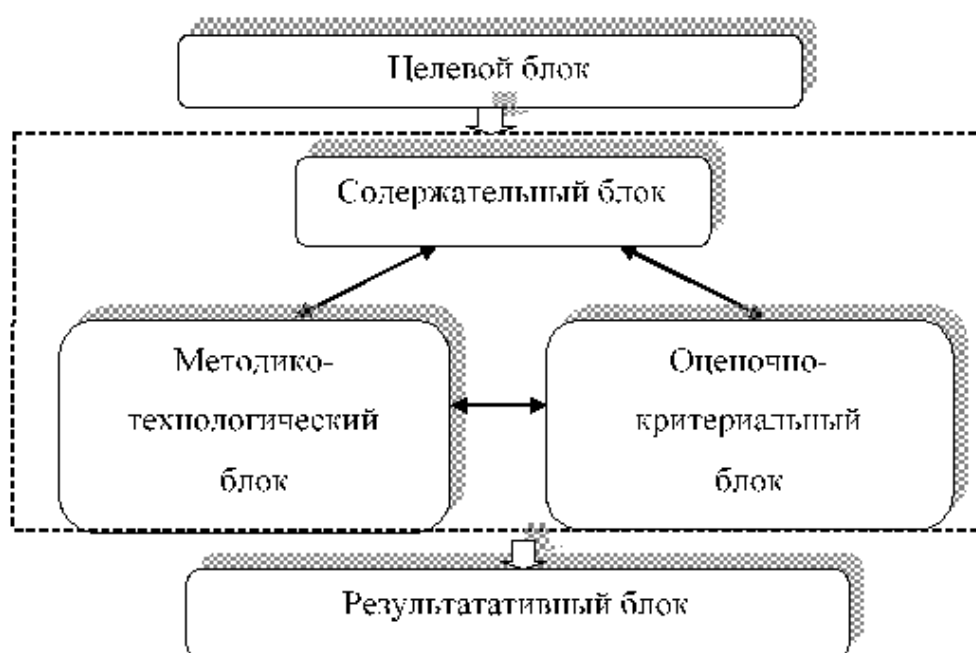 Целевой блок
Содержательный блок
Методико-
технологический
блок
Оценочно-
критериальный
блок
Результатативный блок